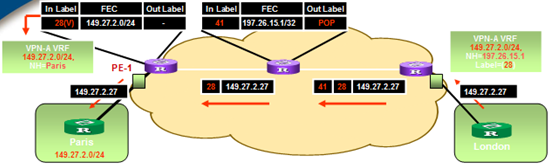 In Label FEC Out Label
28(V) 149.27.2.0/24 -
In Label FEC Out Label
41 197.26.15.1/32 POP
VPN-A VRF
149.27.2.0/24,
NH=Paris
PE-1
VPN-A VRF
149.27.2.0/24,
NH=197.26.15.1
Label=(28
149.27.2.27
28 149.27.2.27
41 28 149.27.2.27
149.27.2.27
Paris
149.27.2.0/24
London